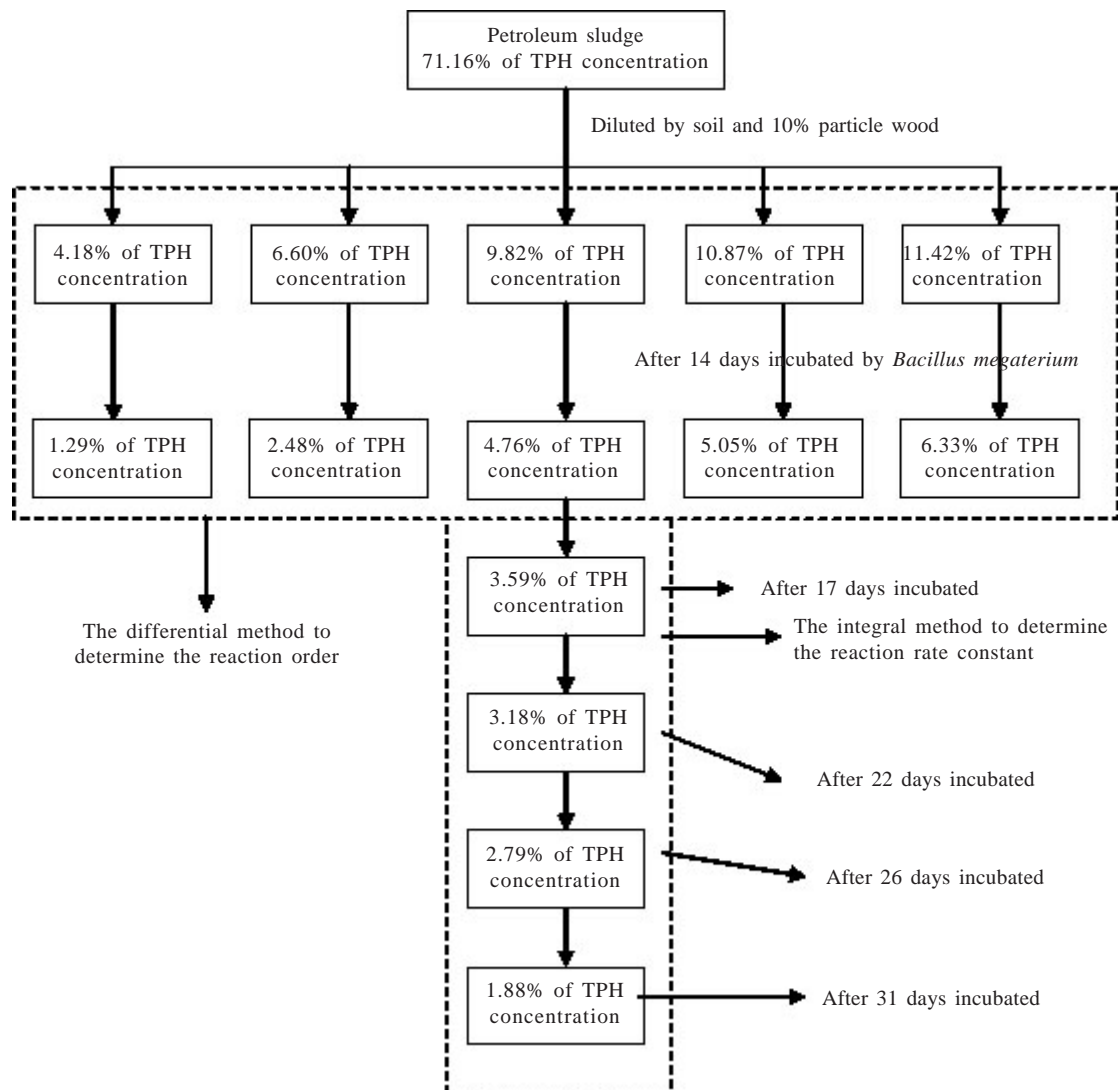 Petroleum sludge
71.16% of TPH concentration
Diluted by soil and 10% particle wood
4.18% of TPH
concentration
6.60% of TPH
concentration
9.82% of TPH
concentration
10.87% of TPH
concentration
11.42% of TPH
concentration
After 14 days incubated by Bacillus megaterium
1.29% of TPH
concentration
2.48% of TPH
concentration
4.76% of TPH
concentration
5.05% of TPH
concentration
6.33% of TPH
concentration
3.59% of TPH
concentration
After 17 days incubated
The differential method to
determine the reaction order
The integral method to determine
the reaction rate constant
3.18% of TPH
concentration
After 22 days incubated
2.79% of TPH
concentration
After 26 days incubated
1.88% of TPH
concentration
After 31 days incubated